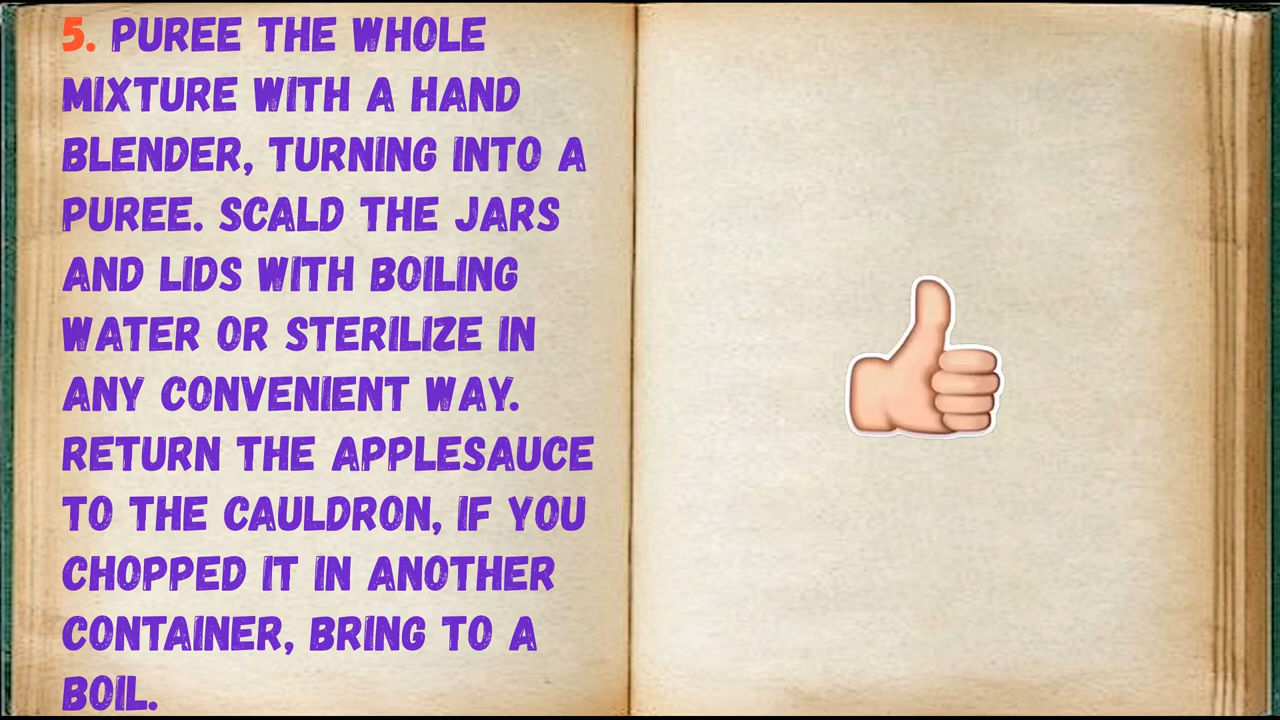 5. PUREE THE WHOLE
MIXTURE WITH A HAND
BLENDER, TURNING INTO A
PUREE. SCALD THE JARS
AND LIDS WITH BOILING
WATER OR STERILIZE IN
ANY CONVENIENT WAY.
RETURN THE APPLESAUCE
TO THE CAULDRON, IF YOU
CHOPPED IT IN ANOTHER
CONTAINER, BRING TO A
BOIL.